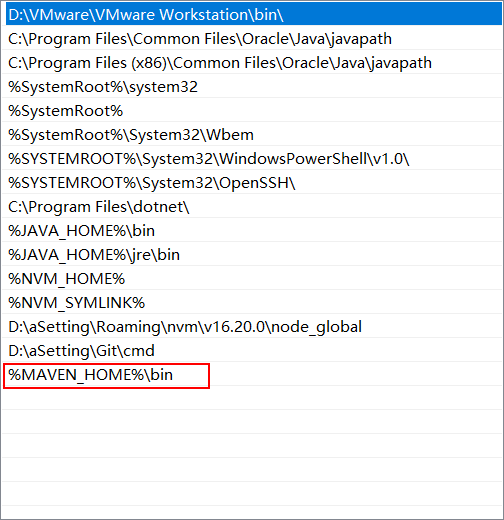 D:\VMware\VMware Workstation\bin\
C:\Program Files\Common Files\Oracle\Java\javapath
C:\Program Files (x86)\Common Files\Oracle\Java\javapath
%SystemRoot%\system32
%SystemRoot%
%SystemRoot%\System32\Wbem
%SYSTEMROOT%\System32\WindowsPowerShell\v1.0\
%SYSTEMROOT%\System32\OpenSSH\
C:\Program Files\dotnet\
%JAVA_HOME%\bin
%JAVA_HOME%\jre\bin
%NVM_HOME%
%NVM_SYMLINK%
D:\aSetting\Roaming\nvm\v16.20.0\node_global
D:\aSetting\Git\cmd
%MAVEN_HOME%\bin